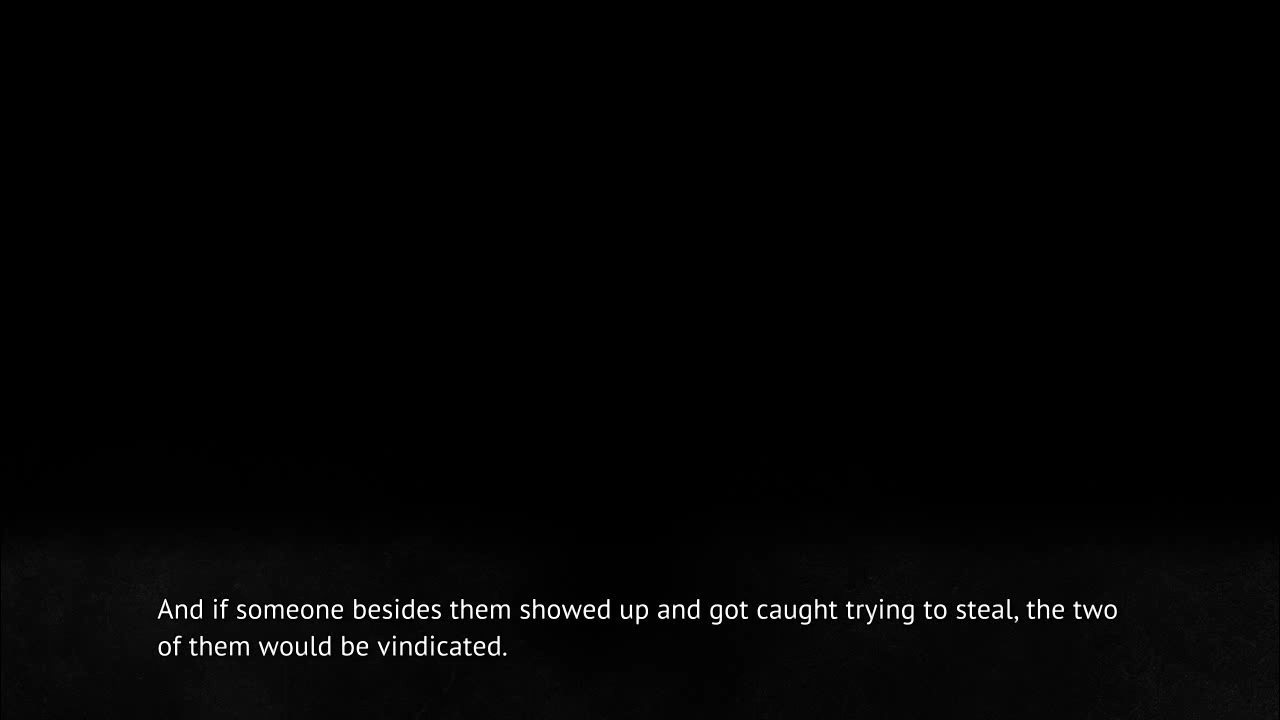 And if someone besides them showed up and got caught trying to steal, the two
of them would be vindicated.